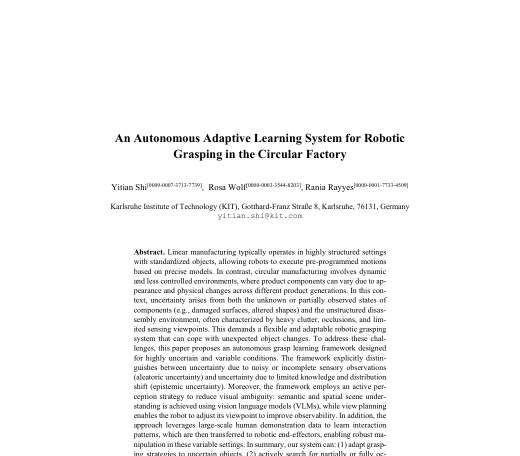 An Autonomous Adaptive Learning System for Robotic
Grasping in the Circular Factory
Yitian Shi[0009-0007-3713-7739], Rosa Wolf[0000-0003-3544-8203], Rania Rayyes[0000-0001-7733-4509]
Karlsruhe Institute of Technology (KIT), Gotthard-Franz Straße 8, Karlsruhe, 76131, Germany
yitian.shi@kit.com
Abstract. Linear manufacturing typically operates in highly structured settings
with standardized objects, allowing robots to execute pre-programmed motions
based on precise models. In contrast, circular manufacturing involves dynamic
and less controlled environments, where product components can vary due to ap-
pearance and physical changes across different product generations. In this con-
text, uncertainty arises from both the unknown or partially observed states of
components (e.g., damaged surfaces, altered shapes) and the unstructured disas-
sembly environment, often characterized by heavy clutter, occlusions, and lim-
ited sensing viewpoints. This demands a flexible and adaptable robotic grasping
system that can cope with unexpected object changes. To address these chal-
lenges, this paper proposes an autonomous grasp learning framework designed
for highly uncertain and variable conditions. The framework explicitly distin-
guishes between uncertainty due to noisy or incomplete sensory observations
(aleatoric uncertainty) and uncertainty due to limited knowledge and distribution
shift (epistemic uncertainty). Moreover, the framework employs an active per-
ception strategy to reduce visual ambiguity: semantic and spatial scene under-
standing is achieved using vision language models (VLMs), while view planning
enables the robot to adjust its viewpoint to improve observability. In addition, the
approach leverages large-scale human demonstration data to learn interaction
patterns, which are then transferred to robotic end-effectors, enabling robust ma-
nipulation in these variable settings. In summary, our system can: (1) adapt grasp-
ing strategies to uncertain objects, (2) actively search for partially or fully oc-